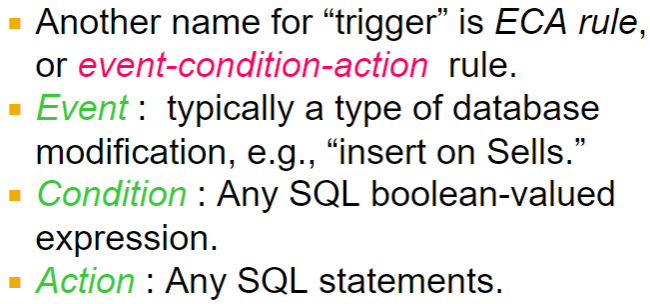 Another name for “trigger” is ECA rule,
or event-condition-action rule.
Event : typically a type of database
modification, e.g., “insert on Sells.”
Condition : Any SQL boolean-valued
expression.
Action : Any SQL statements.